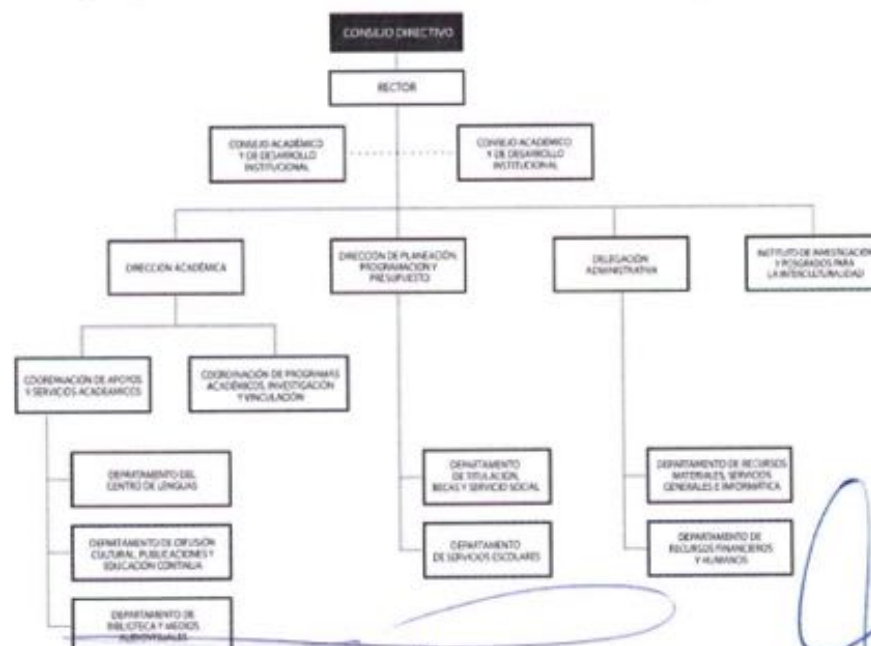 CONSEJO DIRECTIVO
RECTOR
CONSEJO ACADÉMICO
Y DE DESARROLLO
INSTITUCIONAL
CONSEJO ACADÉMICO
Y DE DESARROLLO
INSTITUCIONAL
DIRECCIÓN ACADÉMICA
DIRECCIÓN DE PLANEACIÓN,
PROGRAMACIÓN Y
PRESUPUESTO
DELEGACIÓN
ADMINISTRATIVA
INSTITUTO DE INVESTIGACIÓN
Y POSGRADOS PARA
LA INTERCULTURALIDAD
COORDINACIÓN DE APOYOS
Y SERVICIOS ACADEAMICOS
COORDINACIÓN DE PROGRAMAS
ACADÉMICOS, INVESTIGACIÓN
Y VINCULACIÓN
DEPARTAMENTO DEL
CENTRO DE LENGUAS
DEPARTAMENTO DE DIFUSIÓN
CULTURAL, PUBLICACIONES Y
EDUCACIÓN CONTINUA
DEPARTAMENTO DE
BIBLIOTECA Y MEDIOS
AUDIOVISUALES
DEPARTAMENTO
DE TITULACIÓN,
BECAS Y SERVICIO SOCIAL
DEPARTAMENTO
DE SERVICIOS ESCOLARES
DEPARTAMENTO DE RECURSOS
MATERIALES, SERVICIOS
GENERALES E INFORMÁTICA
DEPARTAMENTO DE
RECURSOS FINANCIEROS
Y HUMANOS